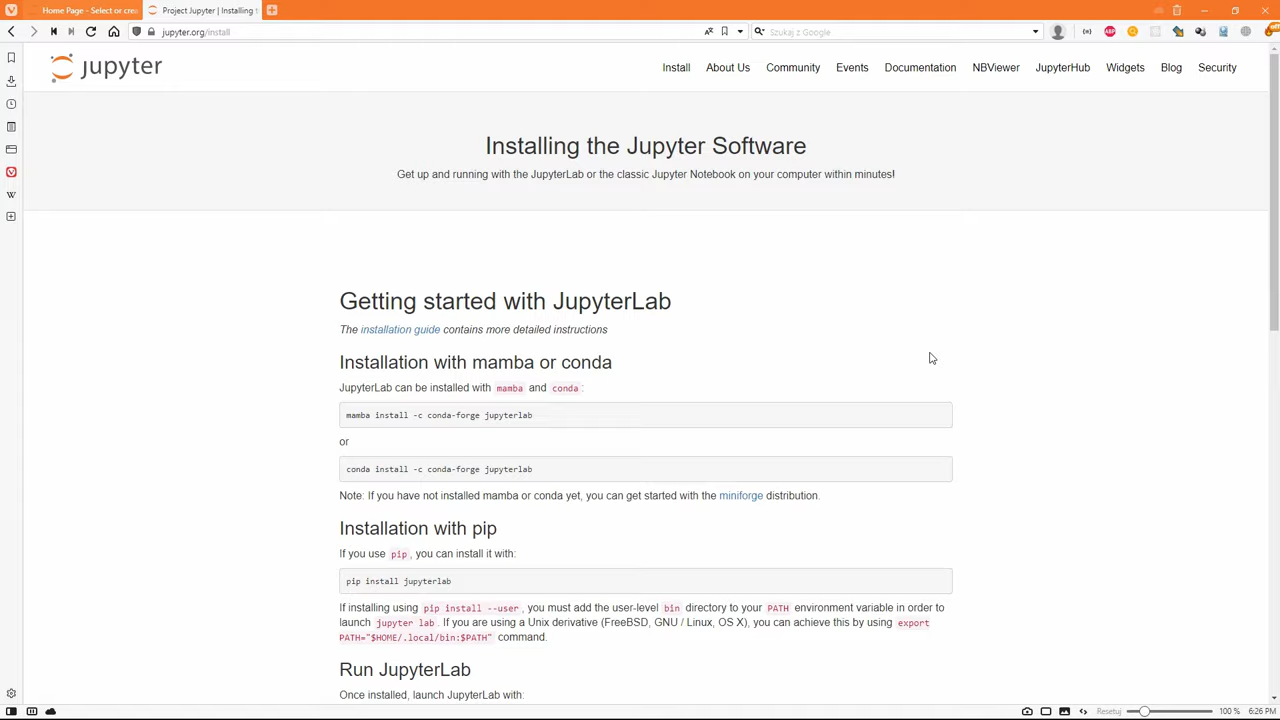 Home Page - Select or crea
Project Jupyter | Installing t
jupyter.org/install
Szukaj z Google
jupyter
Install About Us Community Events Documentation NBViewer JupyterHub Widgets Blog Security
Installing the Jupyter Software
Get up and running with the JupyterLab or the classic Jupyter Notebook on your computer within minutes!
Getting started with JupyterLab
The installation guide contains more detailed instructions
Installation with mamba or conda
JupyterLab can be installed with mamba and conda:
mamba install -c conda-forge jupyterlab
or
conda install -c conda-forge jupyterlab
Note: If you have not installed mamba or conda yet, you can get started with the miniforge distribution.
Installation with pip
If you use pip, you can install it with:
pip install jupyterlab
If installing using pip install --user, you must add the user-level bin directory to your PATH environment variable in order to
launch jupyter lab. If you are using a Unix derivative (FreeBSD, GNU / Linux, OS X), you can achieve this by using export
PATH="$HOME/.local/bin:$PATH" command.
Run JupyterLab
Once installed, launch JupyterLab with:
Resetuj 100 % 6:26 PM